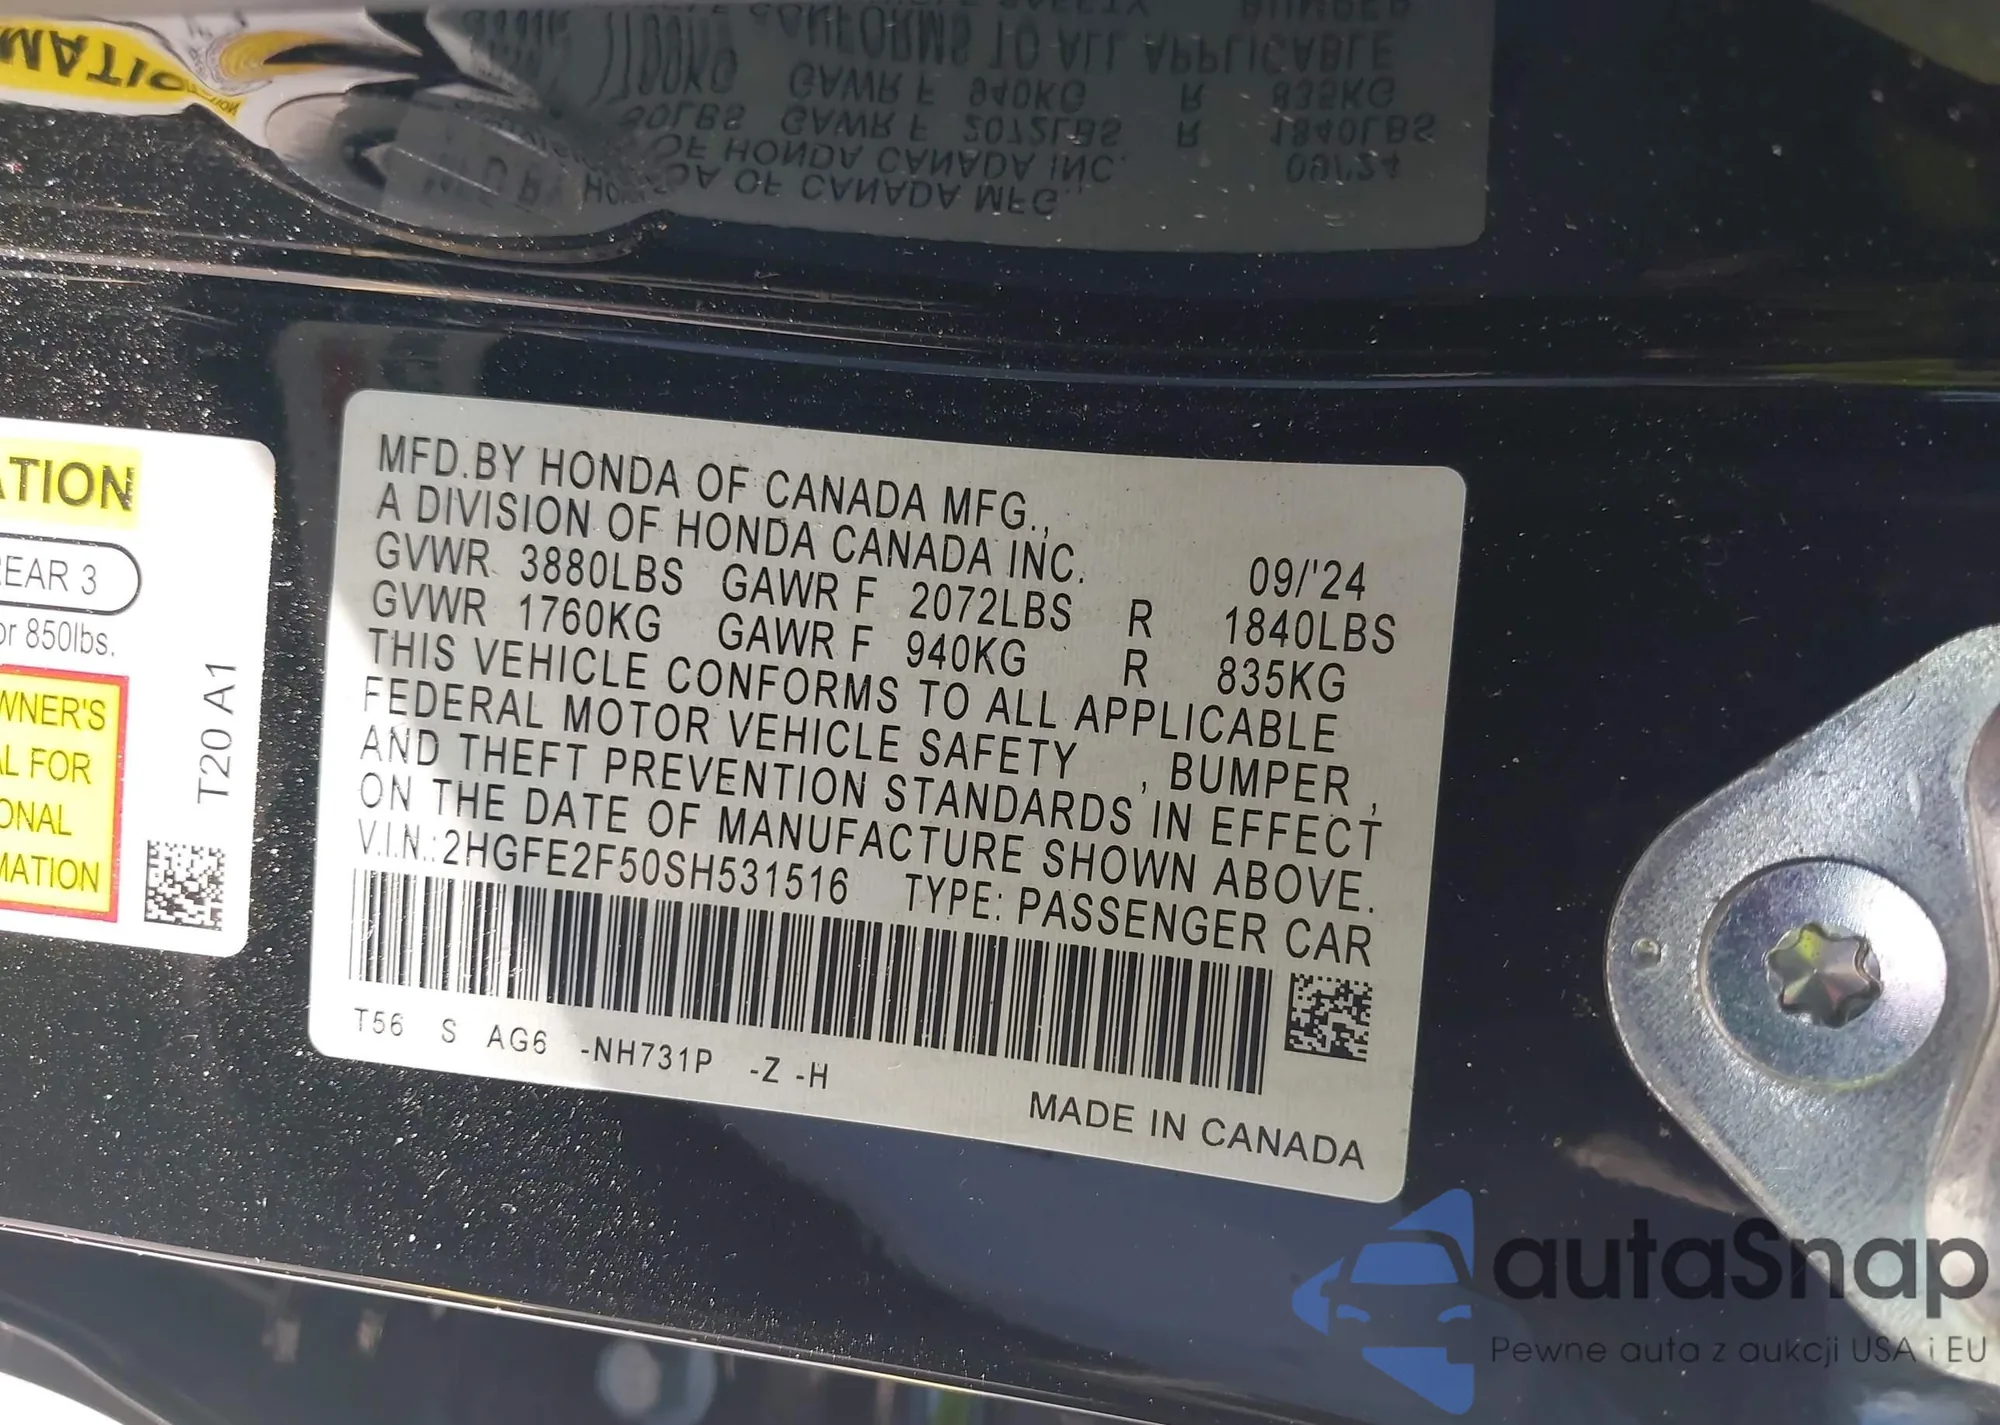 MFD.BY HONDA OF CANADA MFG.,
A DIVISION OF HONDA CANADA INC. 09/'24
GVWR 3880LBS GAWR F 2072LBS R 1840LBS
GVWR 1760KG GAWR F 940KG R 835KG
THIS VEHICLE CONFORMS TO ALL APPLICABLE
FEDERAL MOTOR VEHICLE SAFETY , BUMPER ,
AND THEFT PREVENTION STANDARDS IN EFFECT
ON THE DATE OF MANUFACTURE SHOWN ABOVE.
V.I.N.:2HGFE2F50SH531516 TYPE: PASSENGER CAR
T56 S AG6 -NH731P -Z -H
MADE IN CANADA
ATION
REAR 3
or 850lbs.
WNER'S
L FOR
ONAL
MATION
T20 A1
autaSnap
Pewne auta z aukcji USA i EU